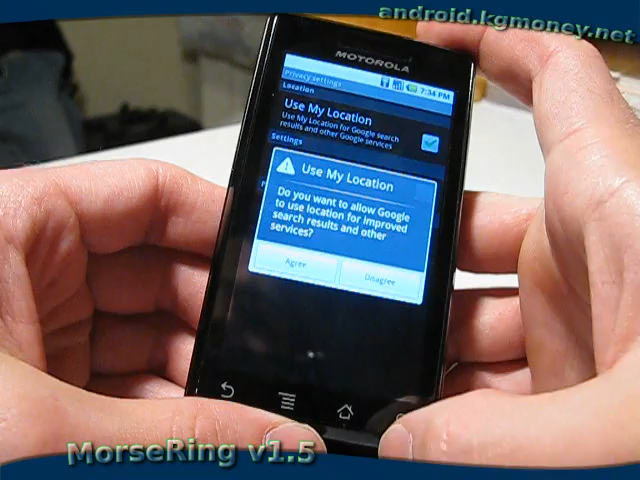 android.kgmoney.net
MOTOROLA
7:34 PM
Privacy settings
Location
Use My Location
Use My Location for Google search
results and other Google services
Settings
Use My Location
Do you want to allow Google
to use location for improved
search results and other
services?
Agree
Disagree
MorseRing v1.5